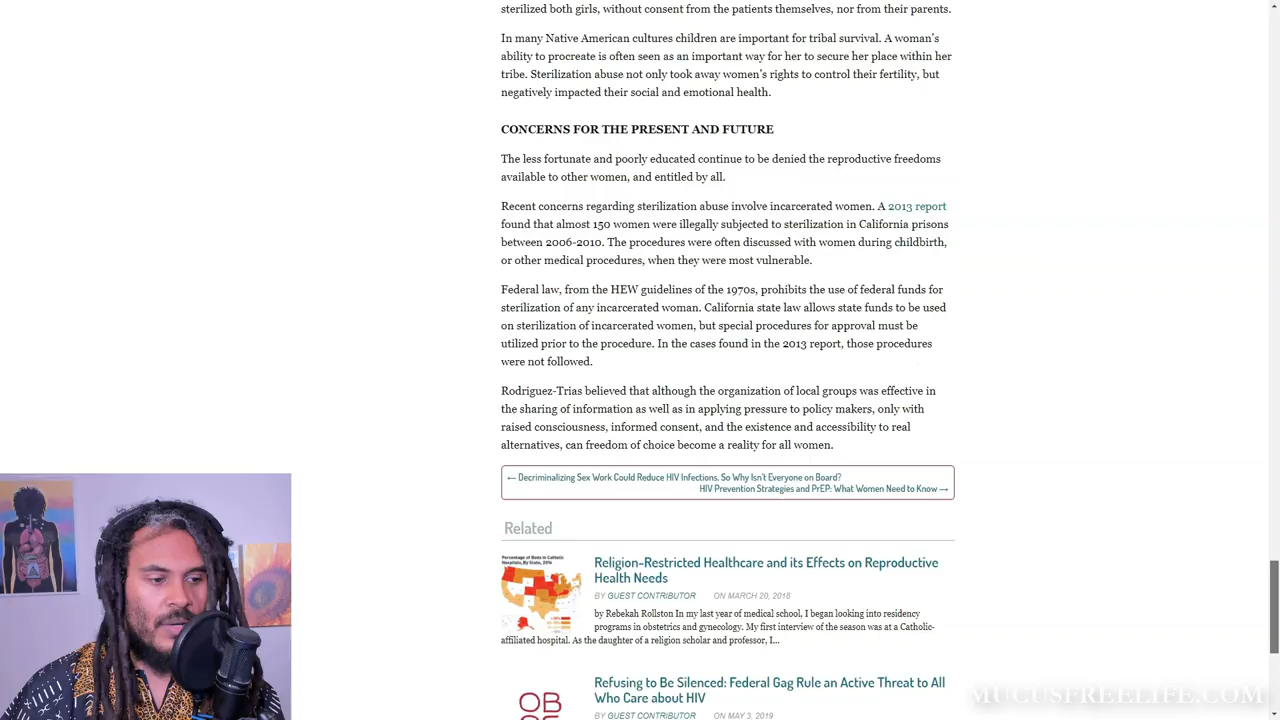 sterilized both girls, without consent from the patients themselves, nor from their parents.
In many Native American cultures children are important for tribal survival. A woman's
ability to procreate is often seen as an important way for her to secure her place within her
tribe. Sterilization abuse not only took away women's rights to control their fertility, but
negatively impacted their social and emotional health.
CONCERNS FOR THE PRESENT AND FUTURE
The less fortunate and poorly educated continue to be denied the reproductive freedoms
available to other women, and entitled by all.
Recent concerns regarding sterilization abuse involve incarcerated women. A 2013 report
found that almost 150 women were illegally subjected to sterilization in California prisons
between 2006-2010. The procedures were often discussed with women during childbirth,
or other medical procedures, when they were most vulnerable.
Federal law, from the HEW guidelines of the 1970s, prohibits the use of federal funds for
sterilization of any incarcerated woman. California state law allows state funds to be used
on sterilization of incarcerated women, but special procedures for approval must be
utilized prior to the procedure. In the cases found in the 2013 report, those procedures
were not followed.
Rodriguez-Trias believed that although the organization of local groups was effective in
the sharing of information as well as in applying pressure to policy makers, only with
raised consciousness, informed consent, and the existence and accessibility to real
alternatives, can freedom of choice become a reality for all women.
← Decriminalizing Sex Work Could Reduce HIV Infections. So Why Isn't Everyone on Board?
HIV Prevention Strategies and PrEP: What Women Need to Know →
Related
Percentage of Beds in Catholic
Hospitals, By State, 2016
Religion-Restricted Healthcare and its Effects on Reproductive
Health Needs
BY GUEST CONTRIBUTOR ON MARCH 20, 2018
by Rebekah Rollston In my last year of medical school, I began looking into residency
programs in obstetrics and gynecology. My first interview of the season was at a Catholic-
affiliated hospital. As the daughter of a religion scholar and professor, I...
Refusing to Be Silenced: Federal Gag Rule an Active Threat to All
Who Care about HIV
OB
BY GUEST CONTRIBUTOR ON MAY 3, 2019
MUCUSFREELIFE.COM